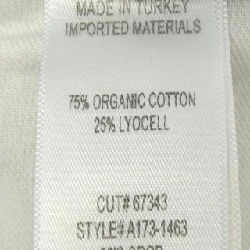 MADE IN TURKEY
IMPORTED MATERIALS
75% ORGANIC COTTON
25% LYOCELL
CUT# 67343
STYLE# A173-1463